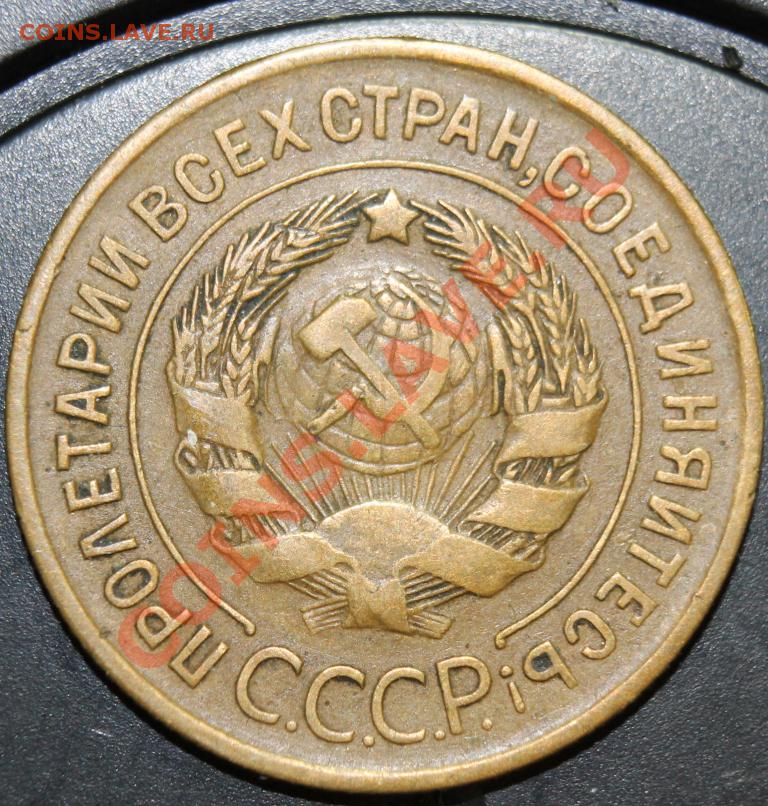 COINS.LAVE.RU
ПРОЛЕТАРИИ ВСЕХ СТРАН, СОЕДИНЯЙТЕСЬ!
С.С.С.Р.
COINS.LAVE.RU